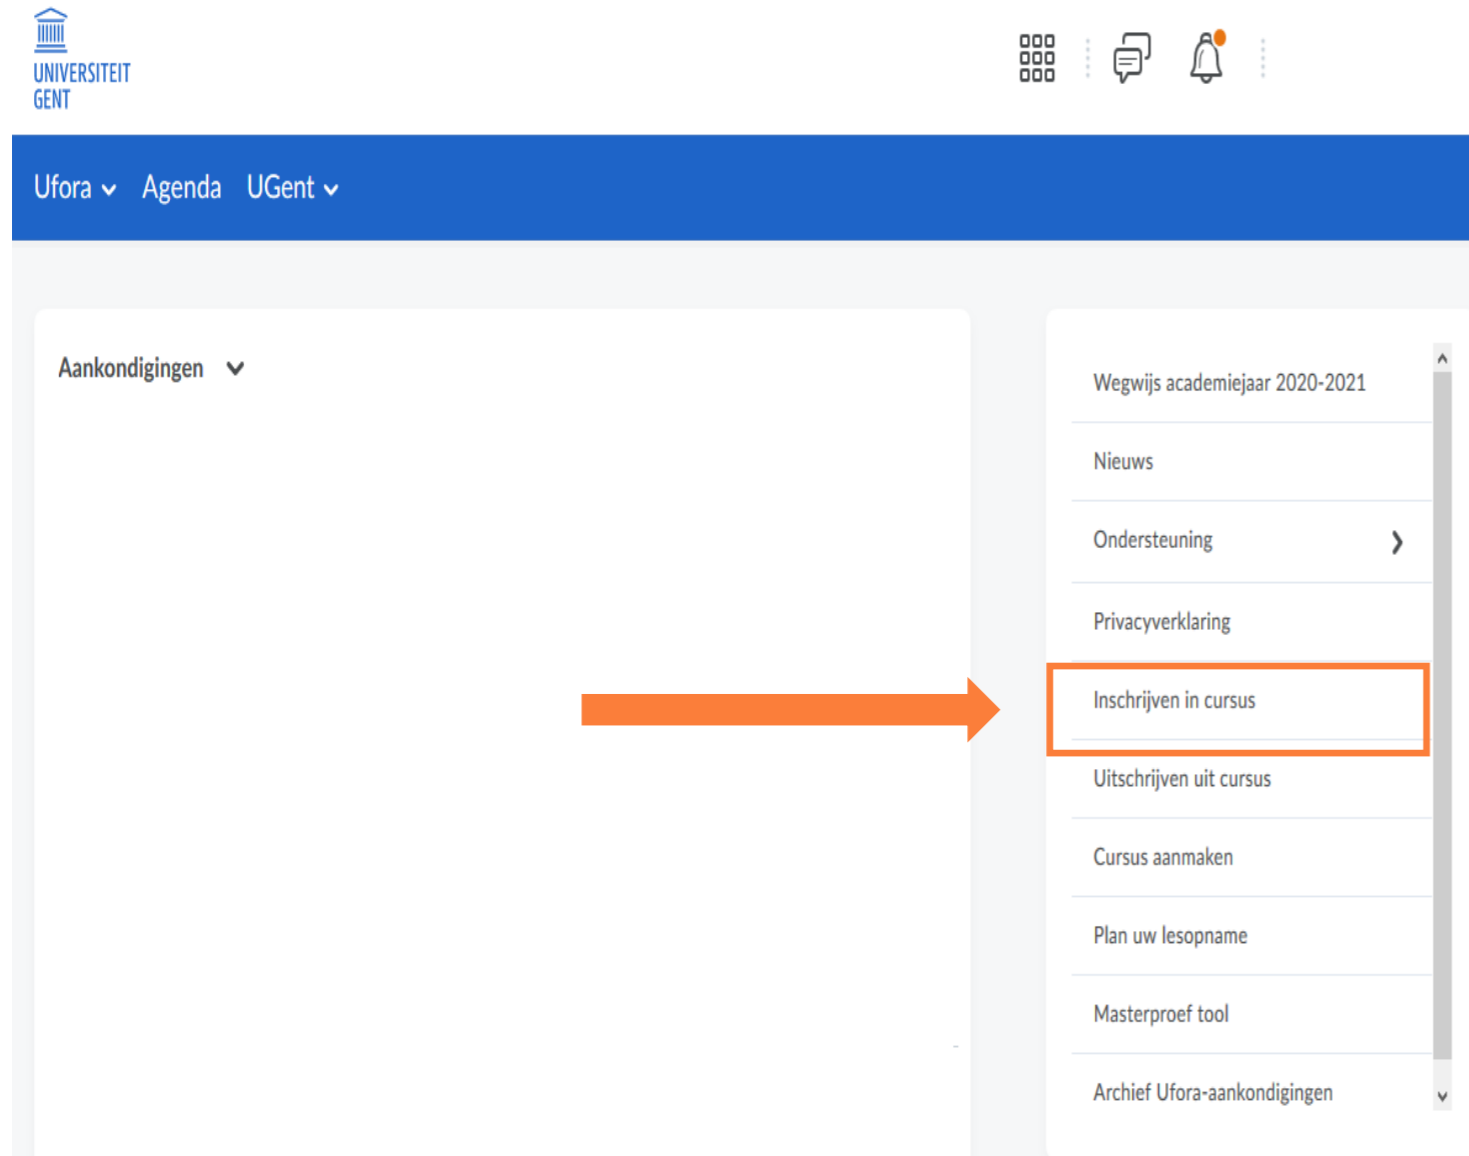 UNIVERSITEIT
GENT
Ufora Agenda UGent
Aankondigingen
Wegwijs academiejaar 2020-2021
Nieuws
Ondersteuning
Privacyverklaring
Inschrijven in cursus
Uitschrijven uit cursus
Cursus aanmaken
Plan uw lesopname
Masterproef tool
Archief Ufora-aankondigingen